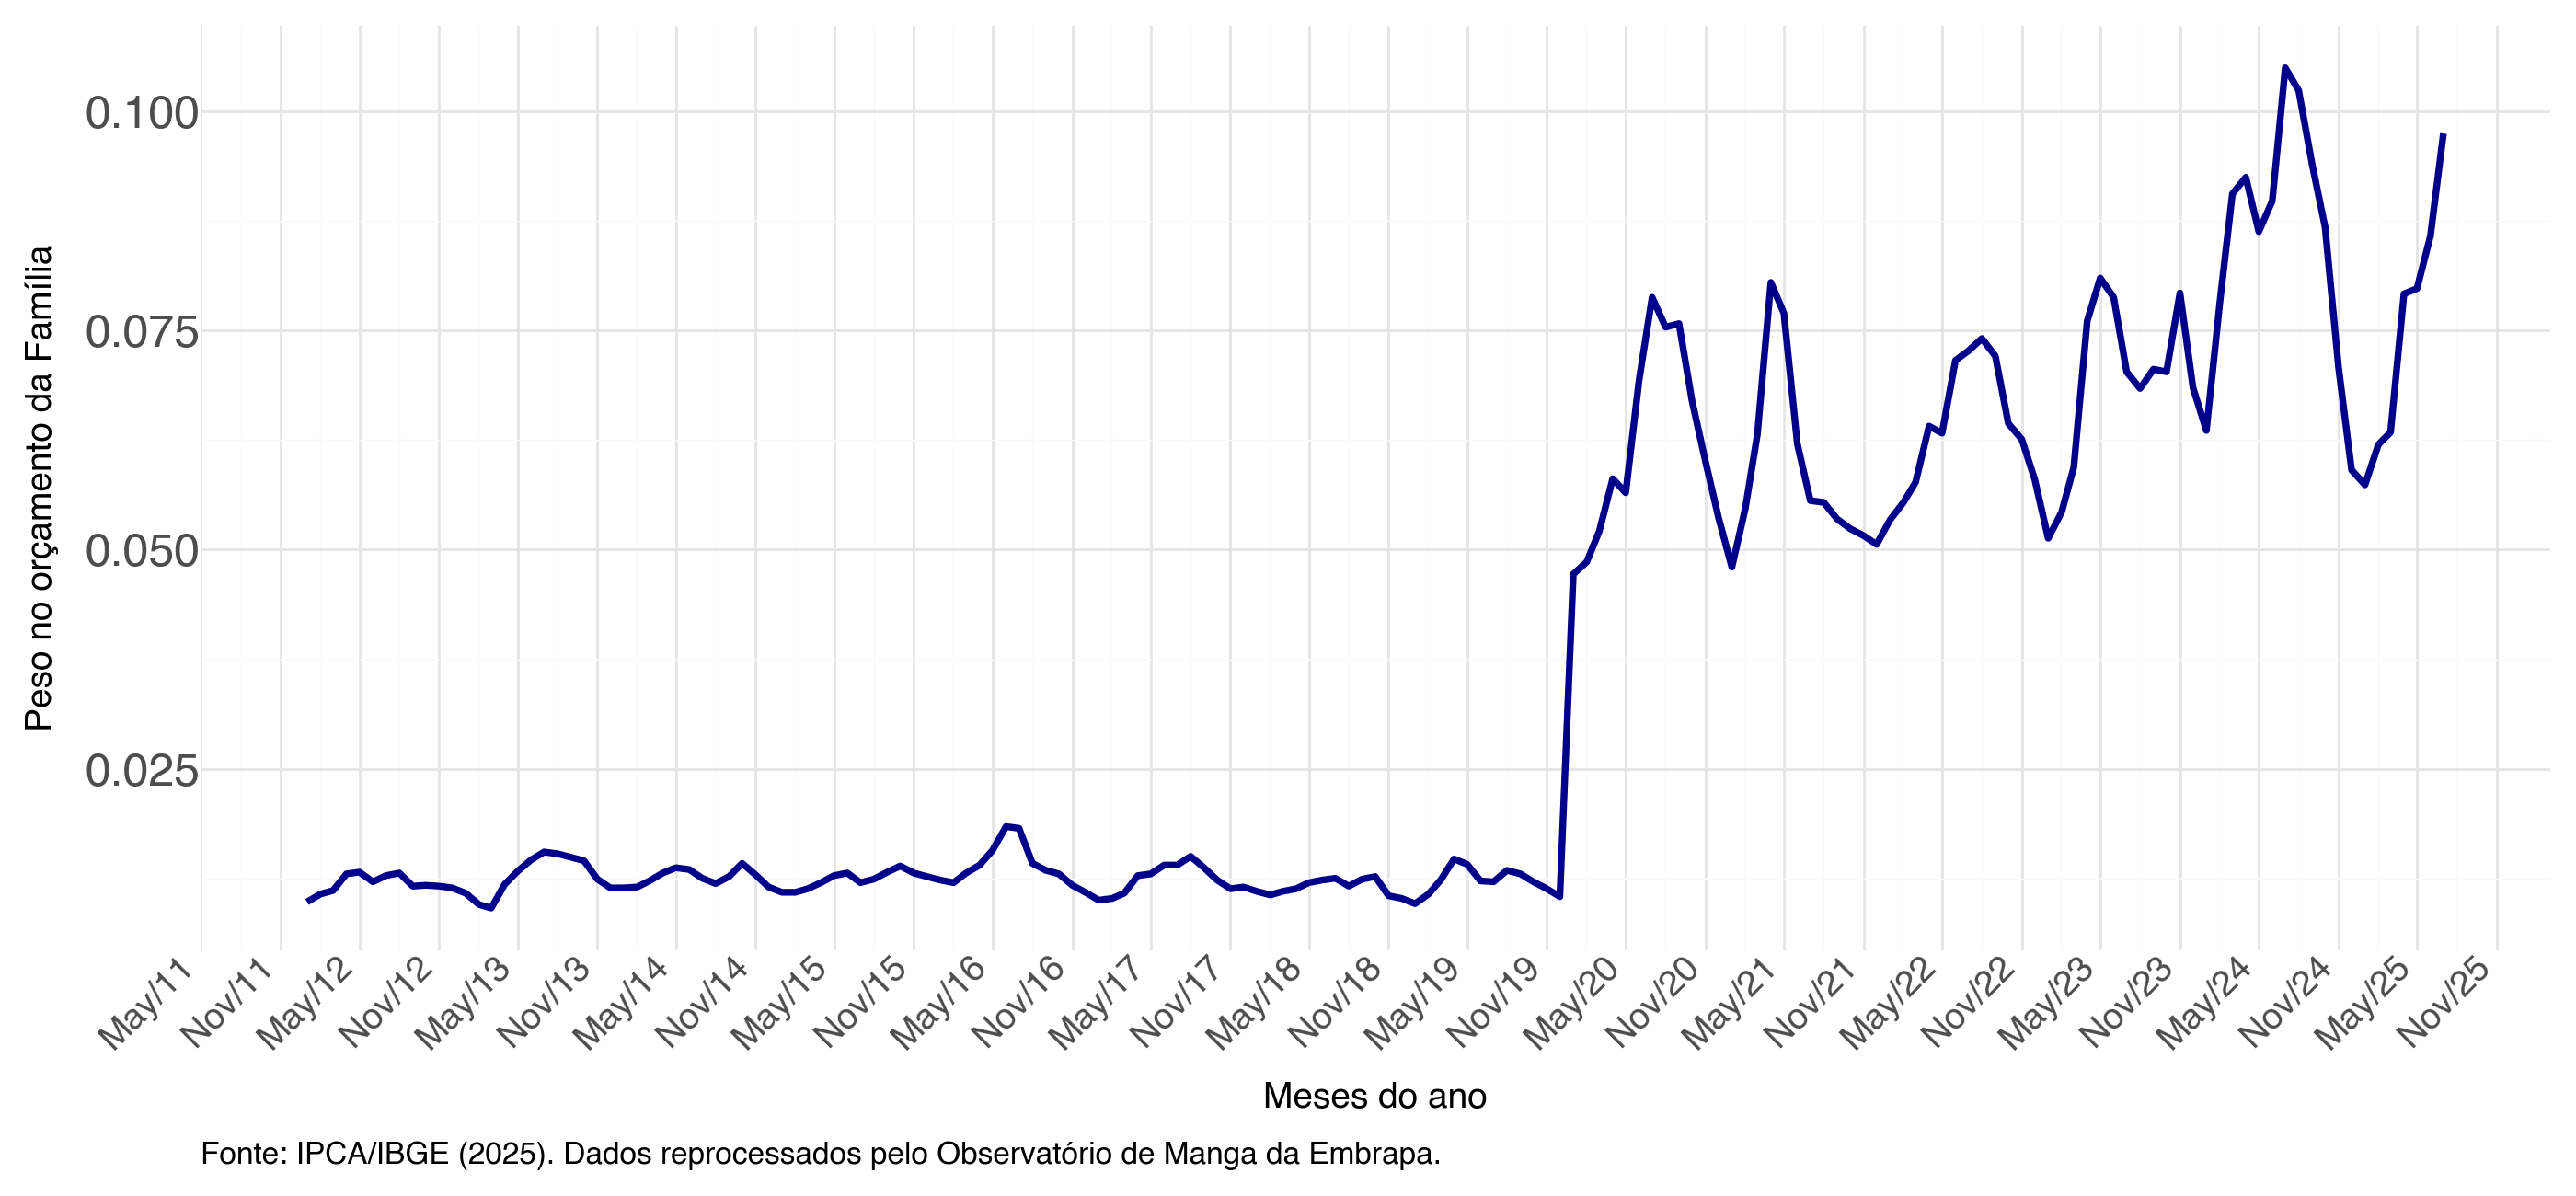 Peso no orçamento da Família
0.100
0.075
0.050
0.025
May/11
Nov/11
May/12
Nov/12
May/13
Nov/13
May/14
Nov/14
May/15
Nov/15
May/16
Nov/16
May/17
Nov/17
May/18
Nov/18
May/19
Nov/19
May/20
Nov/20
May/21
Nov/21
May/22
Nov/22
May/23
Nov/23
May/24
Nov/24
May/25
Nov/25
Meses do ano
Fonte: IPCA/IBGE (2025). Dados reprocessados pelo Observatório de Manga da Embrapa.